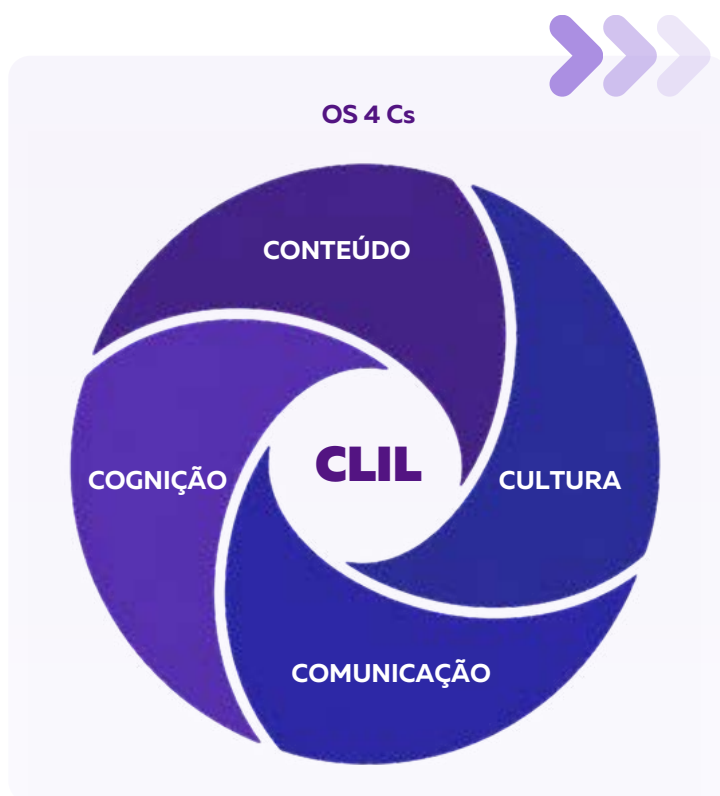 OS 4 Cs
CONTEÚDO
CLIL
COGNIÇÃO
CULTURA
COMUNICAÇÃO